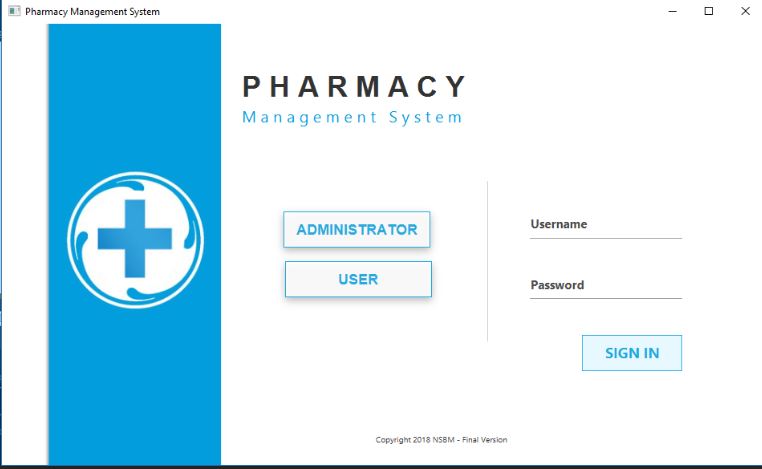 Pharmacy Management System
PHARMACY
Management System
ADMINISTRATOR
USER
Username
Password
SIGN IN
Copyright 2018 NSBM - Final Version